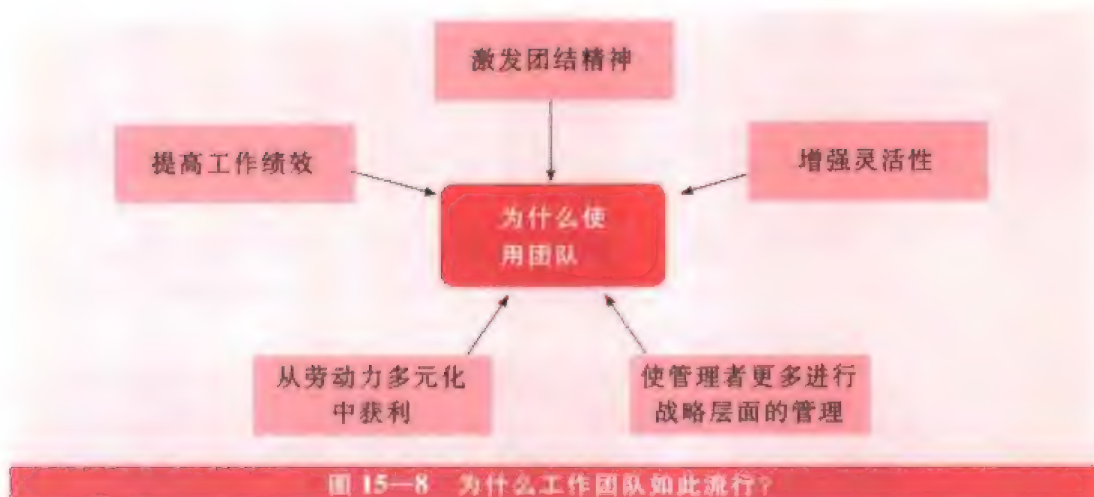 激发团结精神
提高工作绩效
增强灵活性
为什么使
用团队
从劳动力多元化
中获利
使管理者更多进行
战略层面的管理
图 15—8 为什么工作团队如此流行?